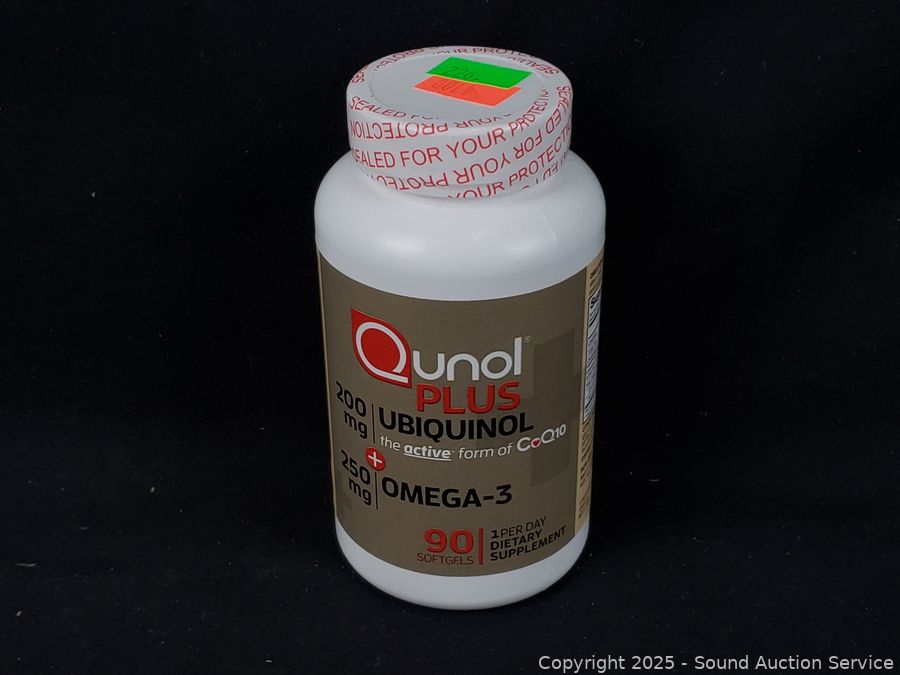 SEALED FOR YOUR PROTECTION
Qunol®
PLUS
200 mg
UBIQUINOL
the active form of CoQ10
+
250 mg
OMEGA-3
90
SOFTGELS
1 PER DAY
DIETARY
SUPPLEMENT
Copyright 2025 - Sound Auction Service